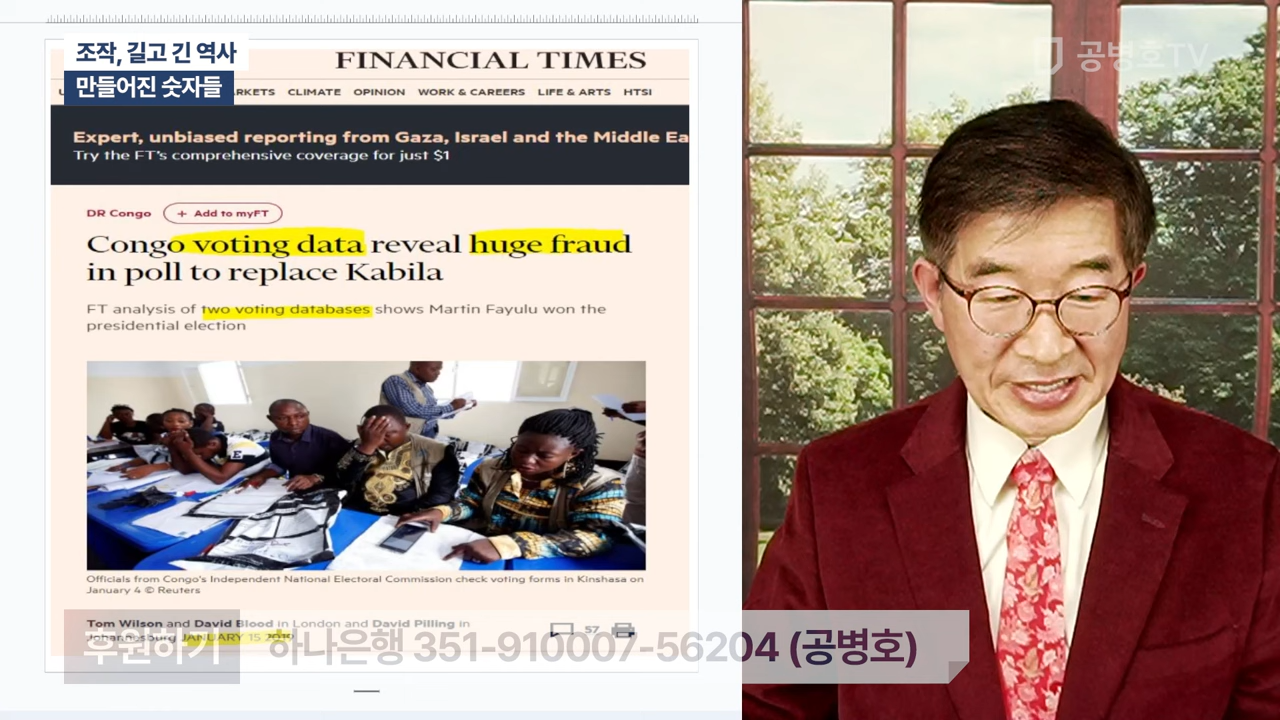 조작, 길고 긴 역사
만들어진 숫자들
FINANCIAL TIMES
U
RKETS CLIMATE OPINION WORK & CAREERS LIFE & ARTS HTSI
Expert, unbiased reporting from Gaza, Israel and the Middle Ea
Try the FT's comprehensive coverage for just $1
DR Congo + Add to myFT
Congo voting data reveal huge fraud
in poll to replace Kabila
FT analysis of two voting databases shows Martin Fayulu won the
presidential election
Officials from Congo's Independent National Electoral Commission check voting forms in Kinshasa on
January 4 © Reuters
Tom Wilson and David Blood in London and David Pilling in
Johannesburg JANUARY 15
57
후원하기 하나은행 351-910007-56204 (공병호)
공병호TV